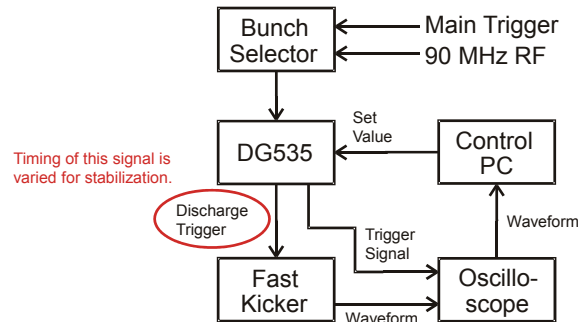 Bunch
Selector
Main Trigger
90 MHz RF
Set
Value
DG535
Control
PC
Timing of this signal is
varied for stabilization.
Discharge
Trigger
Trigger
Signal
Waveform
Fast
Kicker
Waveform
Oscillo-
scope